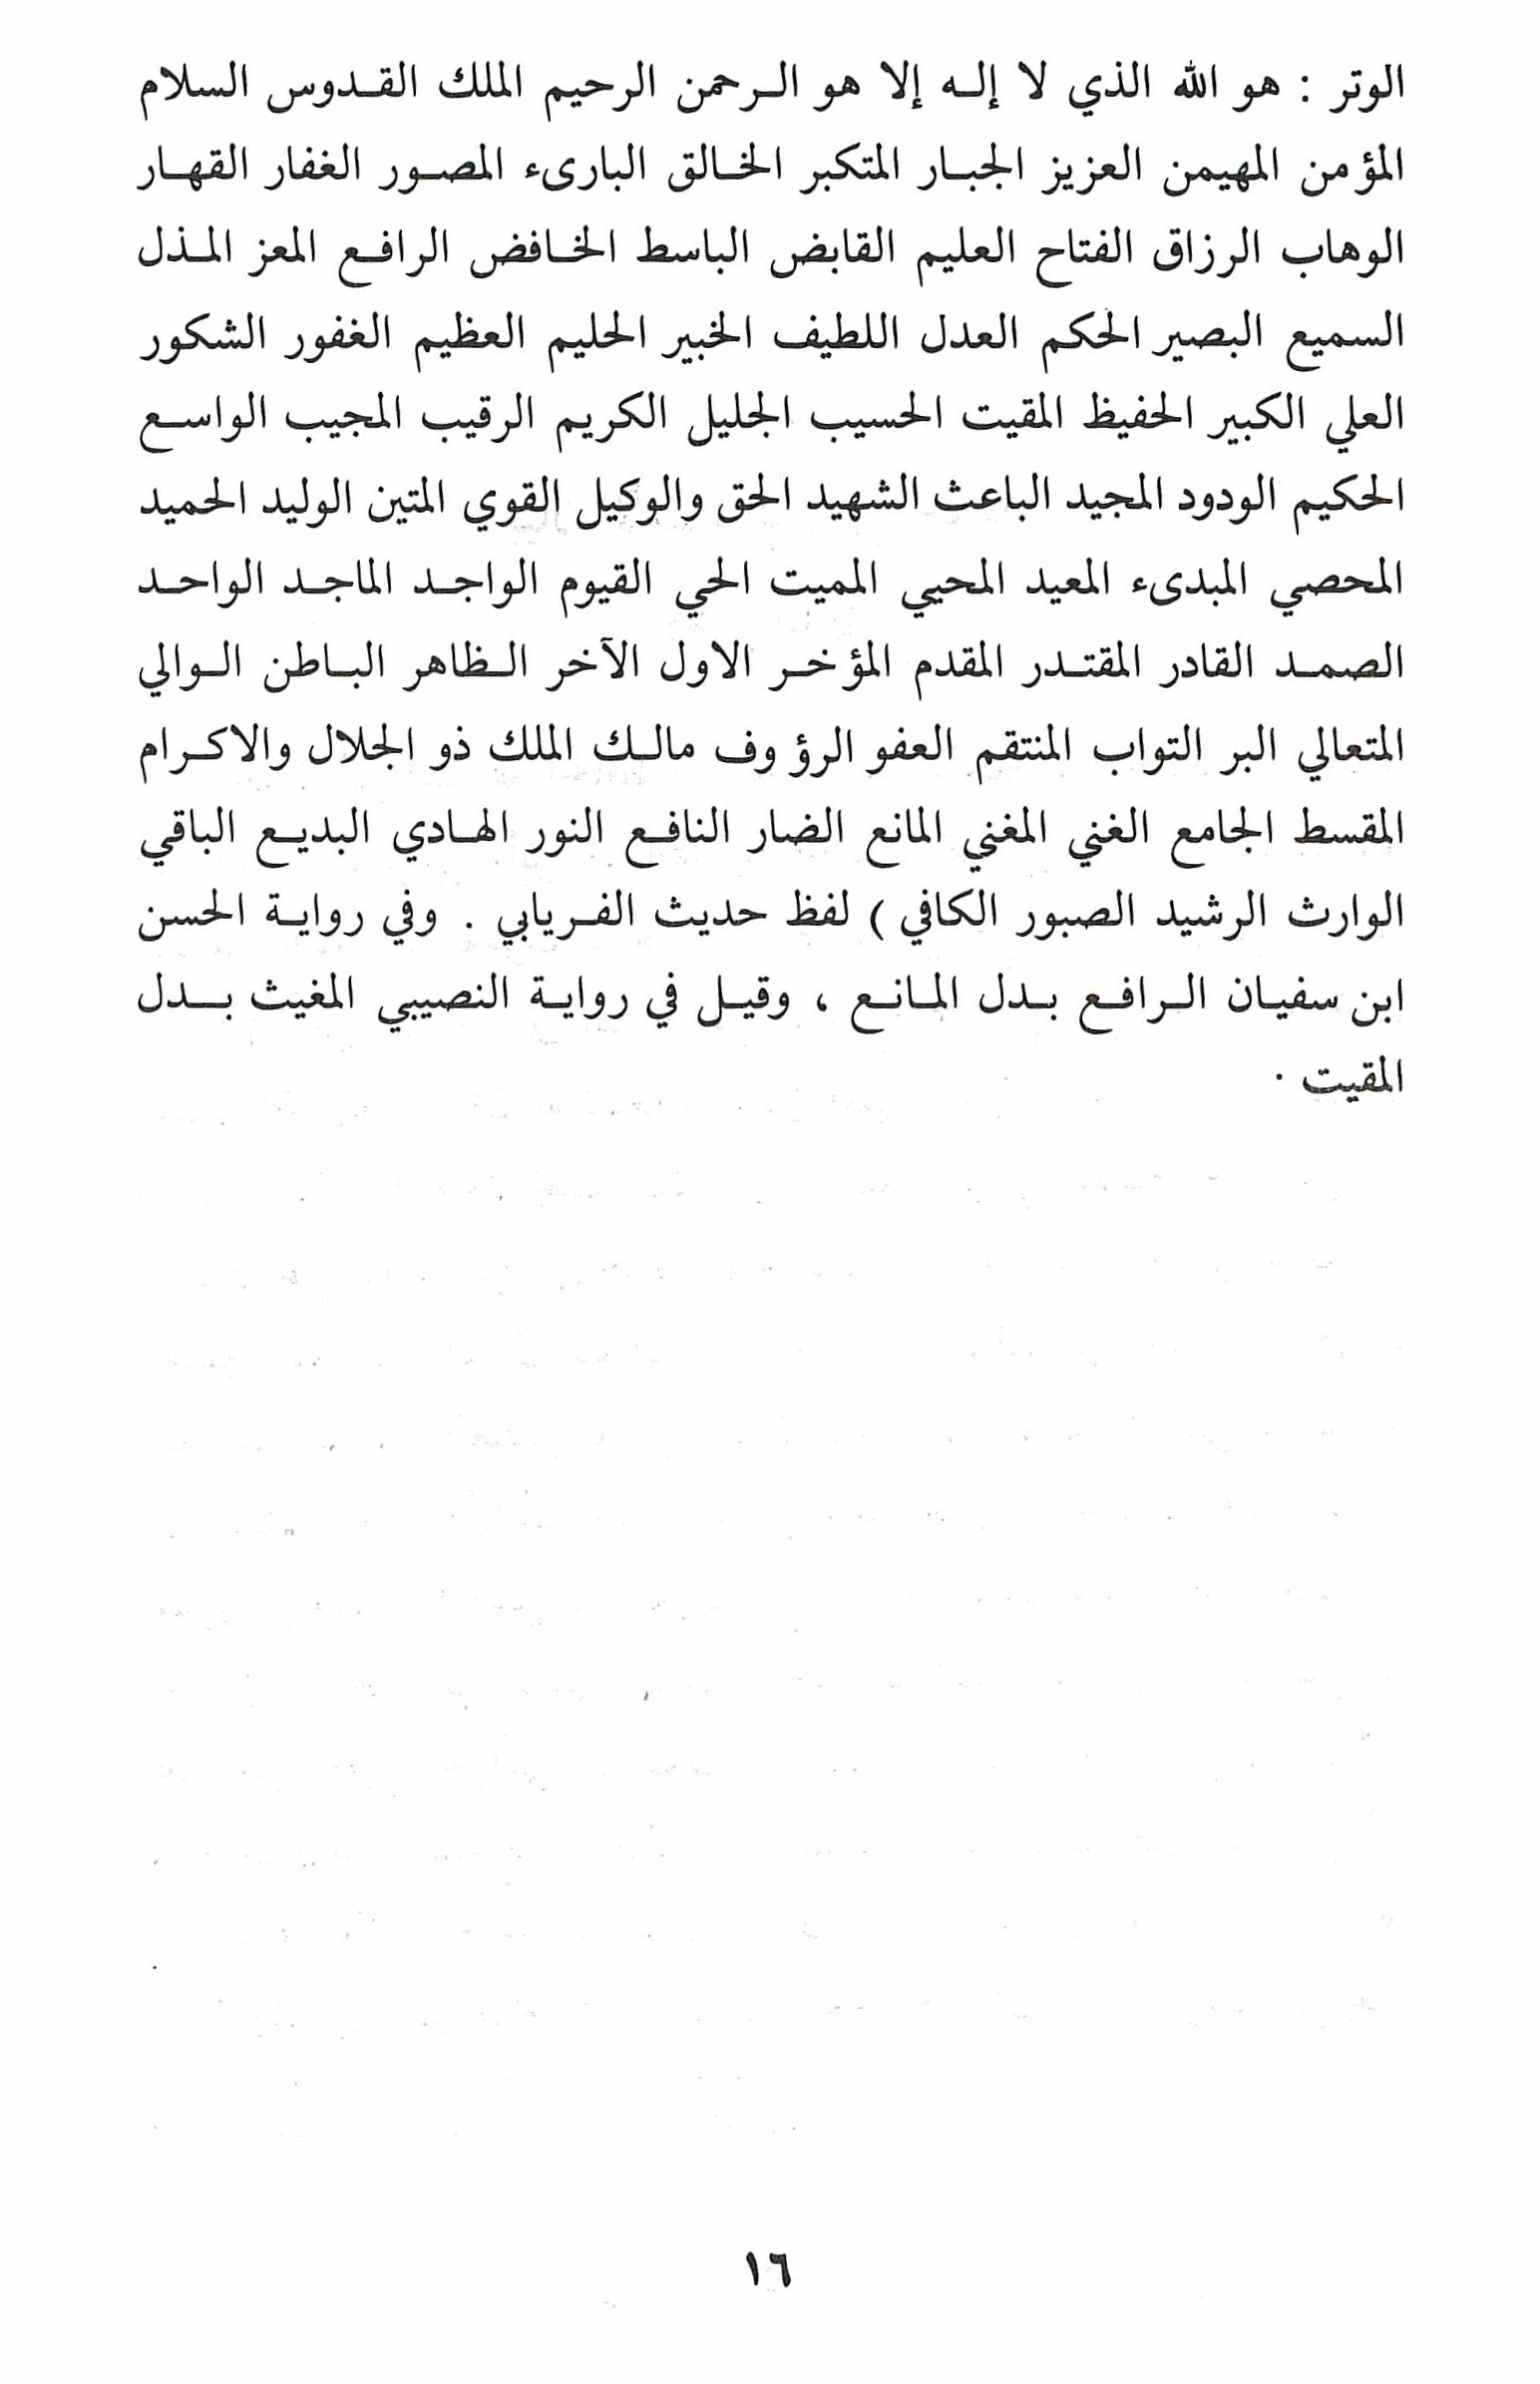 الوتر : هو الله الذي لا إله إلا هو الرحمن الرحيم الملك القدوس السلام
المؤمن المهيمن العزيز الجبار المتكبر الخالق البارىء المصور الغفار القهار
الوهاب الرزاق الفتاح العليم القابض الباسط الخافض الرافع المعز المذل
السميع البصير الحكم العدل اللطيف الخبير الحليم العظيم الغفور الشكور
العلي الكبير الحفيظ المقيت الحسيب الجليل الكريم الرقيب المجيب الواسع
الحكيم الودود المجيد الباعث الشهيد الحق والوكيل القوي المتين الوليد الحميد
المحصي المبدىء المعيد المحيي المميت الحي القيوم الواجد الماجد الواحد
الصمد القادر المقتدر المقدم المؤخر الاول الآخر الظاهر الباطن الوالي
المتعالي البر التواب المنتقم العفو الرؤوف مالك الملك ذو الجلال والاكرام
المقسط الجامع الغني المغني المانع الضار النافع النور الهادي البديع الباقي
الوارث الرشيد الصبور الكافي ) لفظ حديث الفريابي . وفي رواية الحسن
ابن سفيان الرافع بدل المانع ، وقيل في رواية النصيبي المغيث بدل
المقيت .
١٦